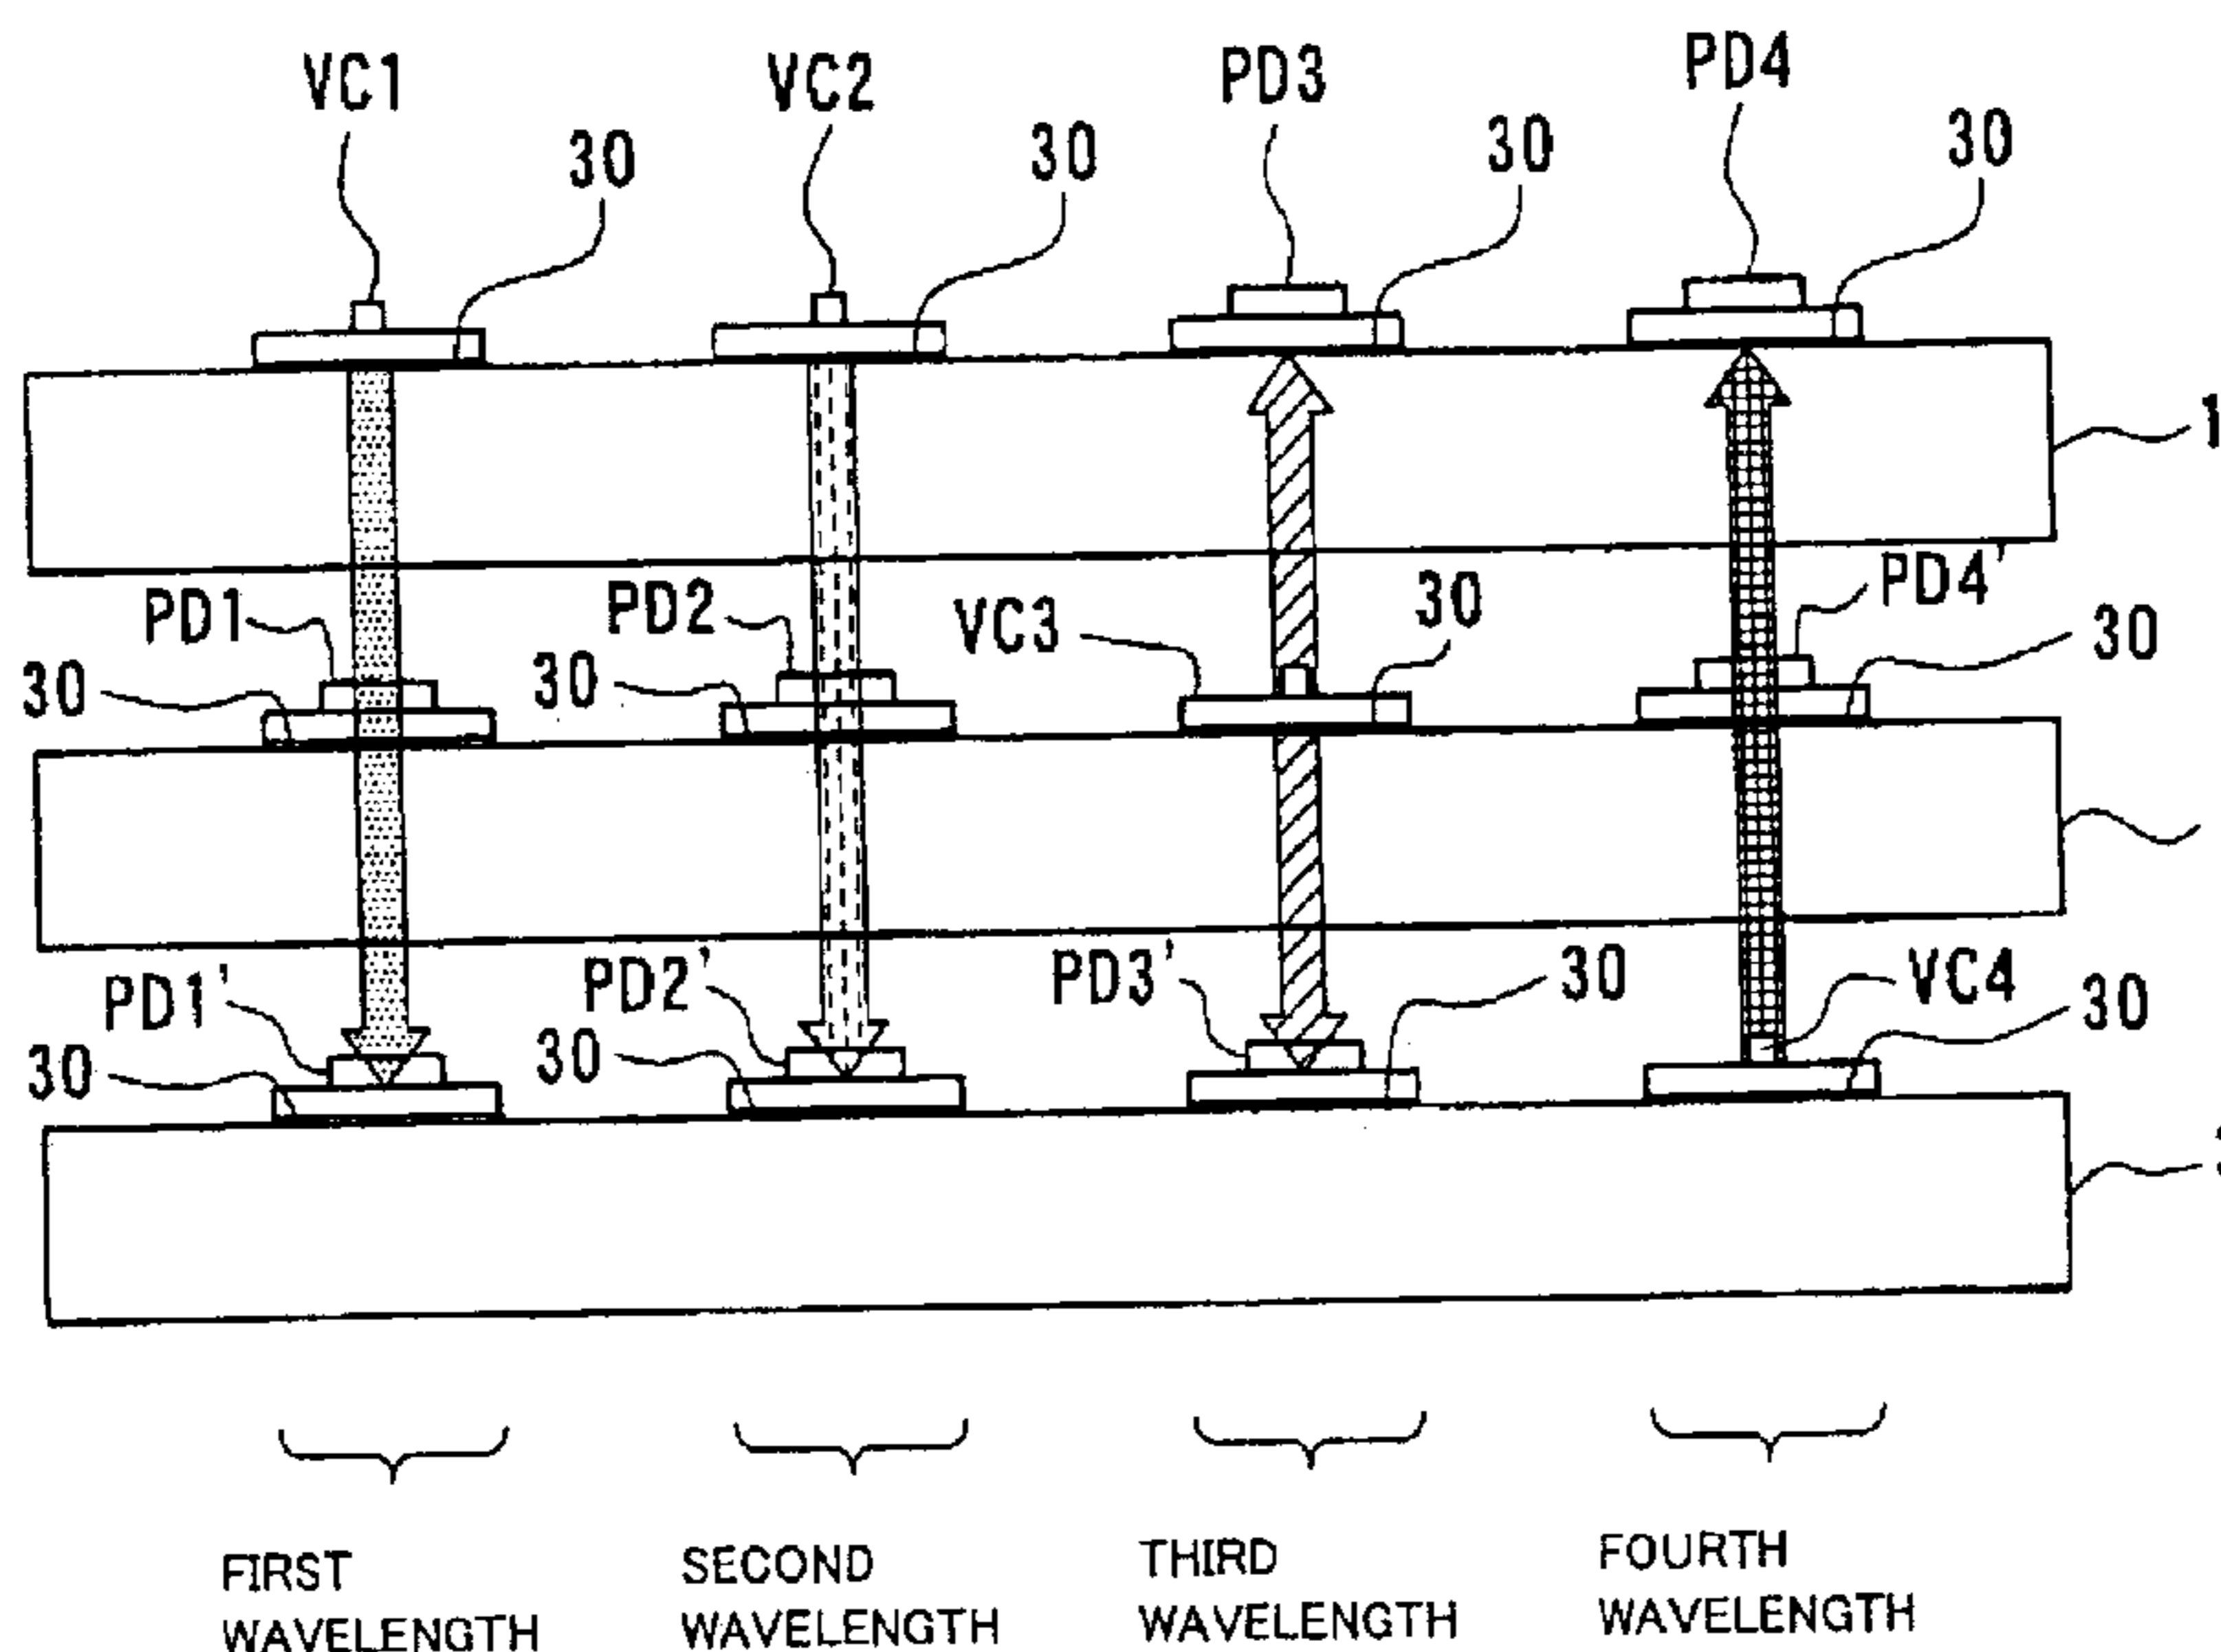 VC1 VC2 PD3 PD4
30 30 30 30
1
PD1 PD2 VC3 30 PD4'
30 30 30
PD1' PD2' PD3' 30 VC4 30
30 30
FIRST WAVELENGTH
SECOND WAVELENGTH
THIRD WAVELENGTH
FOURTH WAVELENGTH